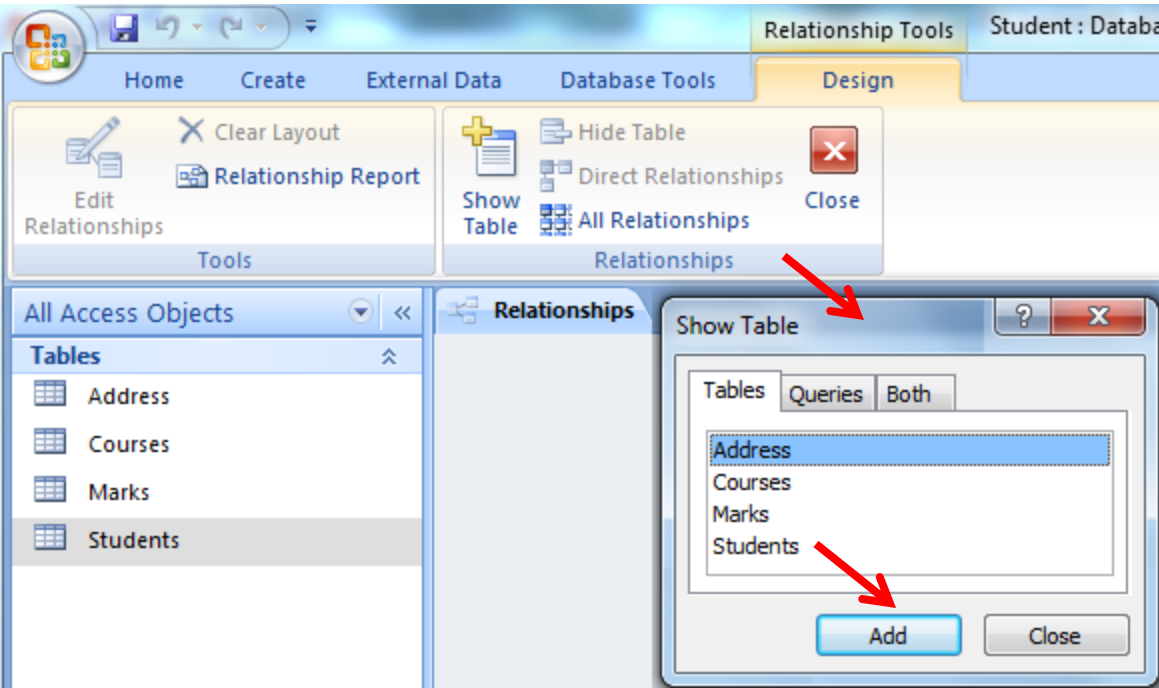 Relationship Tools
Student : Databa
Home Create External Data Database Tools Design
Clear Layout
Relationship Report
Edit
Relationships
Tools
Show
Table
Hide Table
Direct Relationships
All Relationships
Close
Relationships
All Access Objects
Tables
Address
Courses
Marks
Students
Relationships
Show Table
Tables Queries Both
Address
Courses
Marks
Students
Add Close